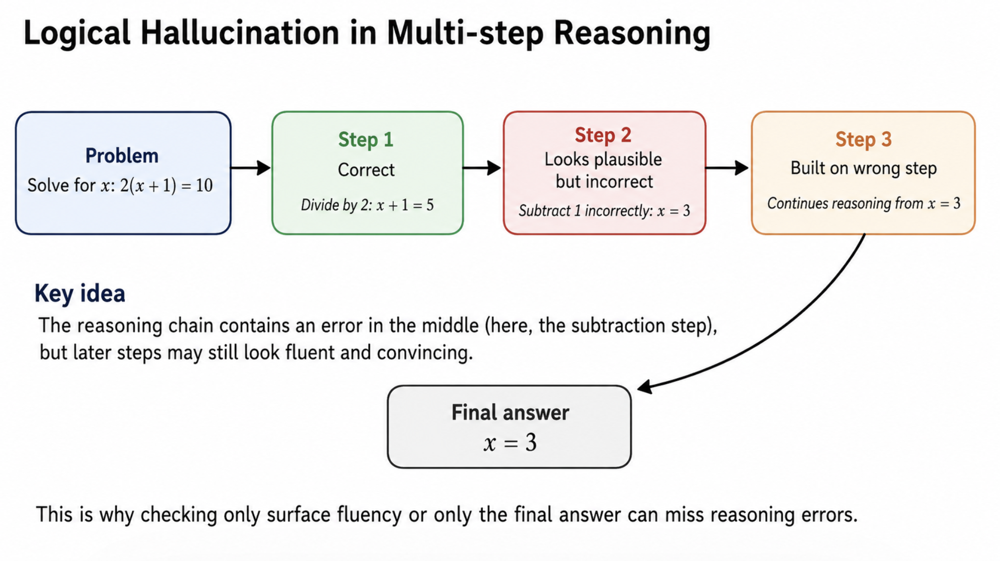 Logical Hallucination in Multi-step Reasoning
Problem
Solve for x: 2(x + 1) = 10
Step 1
Correct
Divide by 2: x + 1 = 5
Step 2
Looks plausible
but incorrect
Subtract 1 incorrectly: x = 3
Step 3
Built on wrong step
Continues reasoning from x = 3
Key idea
The reasoning chain contains an error in the middle (here, the subtraction step),
but later steps may still look fluent and convincing.
Final answer
x = 3
This is why checking only surface fluency or only the final answer can miss reasoning errors.